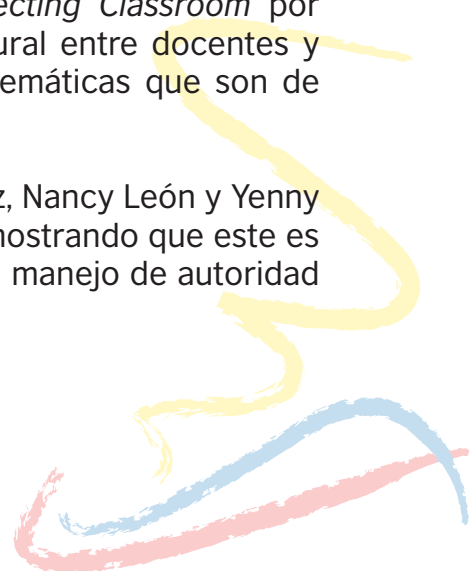 ecting Classroom por
ural entre docentes y
emáticas que son de
z, Nancy León y Yenny
nostrando que este es
manejo de autoridad